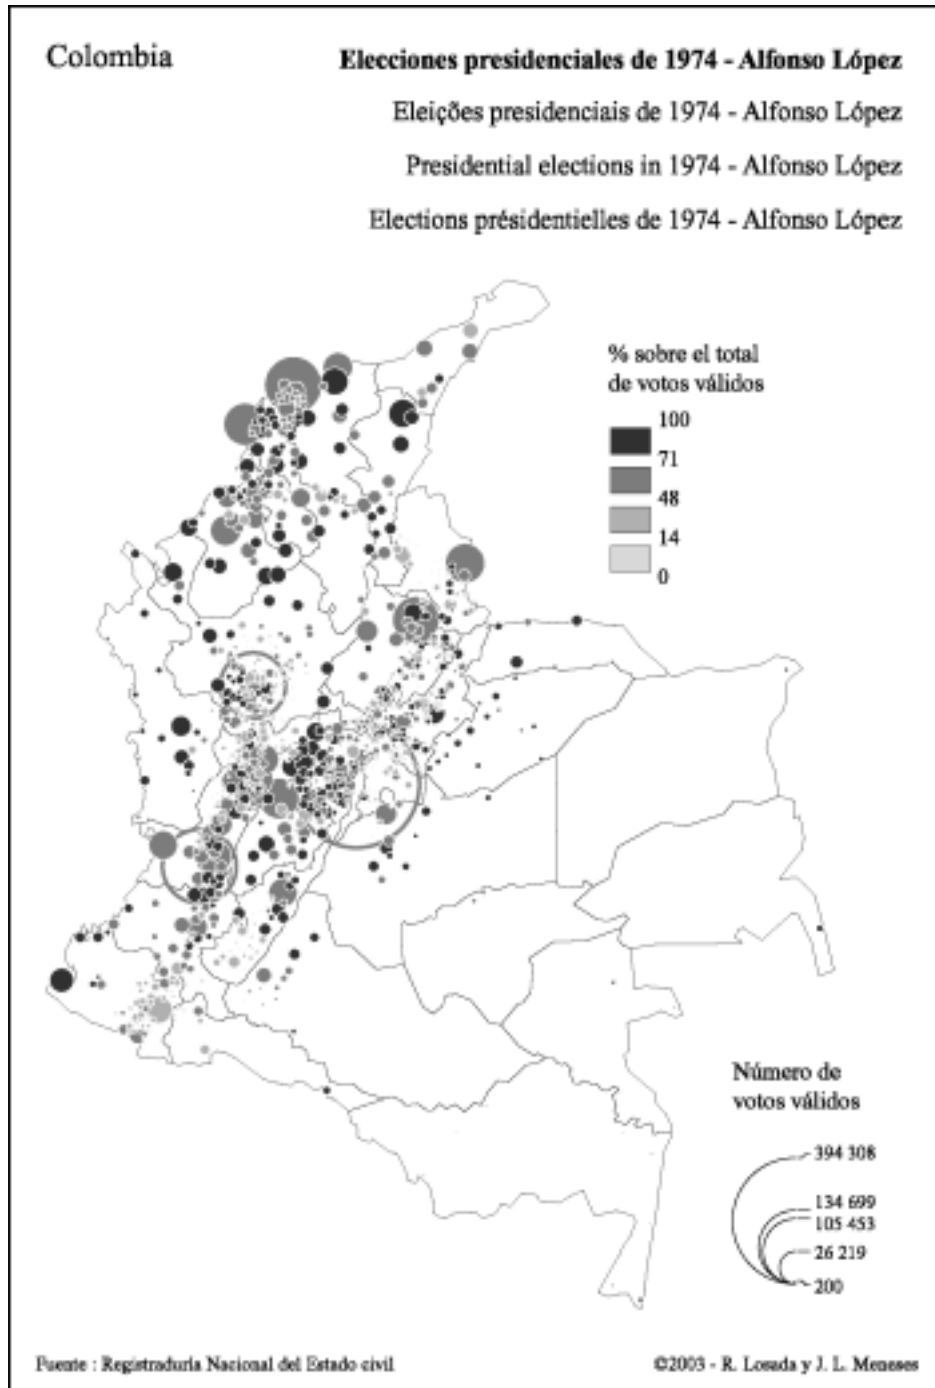 Colombia
Elecciones presidenciales de 1974 - Alfonso López
Eleições presidenciais de 1974 - Alfonso López
Presidential elections in 1974 - Alfonso López
Elections présidentielles de 1974 - Alfonso López
% sobre el total
de votos válidos
100
71
48
14
0
Número de
votos válidos
394 308
134 699
105 453
26 219
200
Fuente : Registraduría Nacional del Estado civil
©2003 - R. Losada y J. L. Meneses